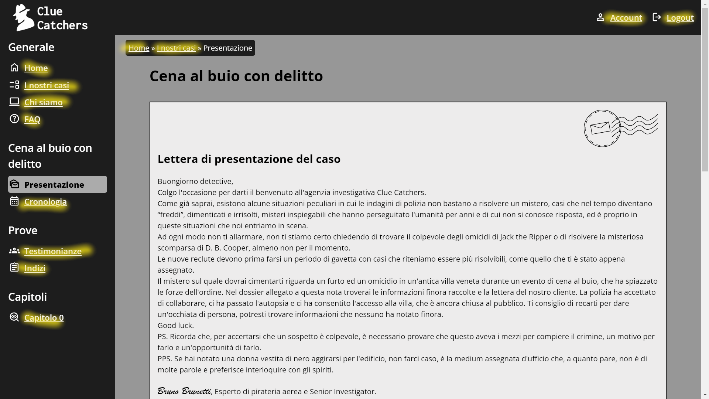 Clue
Catchers
Account
Logout
Generale
Home
I nostri casi
Chi siamo
FAQ
Cena al buio con
delitto
Presentazione
Cronologia
Prove
Testimonianze
Indizi
Capitoli
Capitolo 0
Home » I nostri casi » Presentazione
Cena al buio con delitto
Lettera di presentazione del caso
Buongiorno detective,
Colgo l'occasione per darti il benvenuto all'agenzia investigativa Clue Catchers.
Come già saprai, esistono alcune situazioni peculiari in cui le indagini di polizia non bastano a risolvere un mistero, casi che nel tempo diventano
"freddi", dimenticati e irrisolti, misteri inspiegabili che hanno perseguitato l'umanità per anni e di cui non si conosce risposta, ed è proprio in
queste situazioni che noi entriamo in scena.
Ad ogni modo non ti allarmare, non ti stiamo certo chiedendo di trovare il colpevole degli omicidi di Jack the Ripper o di risolvere la misteriosa
scomparsa di D. B. Cooper, almeno non per il momento.
Le nuove reclute devono prima farsi un periodo di gavetta con casi che riteniamo essere più risolvibili, come quello che ti è stato appena
assegnato.
Il mistero sul quale dovrai cimentarti riguarda un furto ed un omicidio in un'antica villa veneta durante un evento di cena al buio, che ha spiazzato
le forze dell'ordine. Nel dossier allegato a questa nota troverai le informazioni finora raccolte e la lettera del nostro cliente. La polizia ha accettato
di collaborare, ci ha passato l'autopsia e ci ha consentito l'accesso alla villa, che è ancora chiusa al pubblico. Ti consiglio di recarti per dare
un'occhiata di persona, potresti trovare informazioni che nessuno ha notato finora.
Good luck.
PS. Ricorda che, per accertarsi che un sospetto è colpevole, è necessario provare che questo aveva i mezzi per compiere il crimine, un motivo per
farlo e un'opportunità di farlo.
PPS. Se hai notato una donna vestita di nero aggirarsi per l'edificio, non farci caso, è la medium assegnata d'ufficio che, a quanto pare, non è di
molte parole e preferisce interloquire con gli spiriti.
Bruno Brunetti, Esperto di pirateria aerea e Senior Investigator.